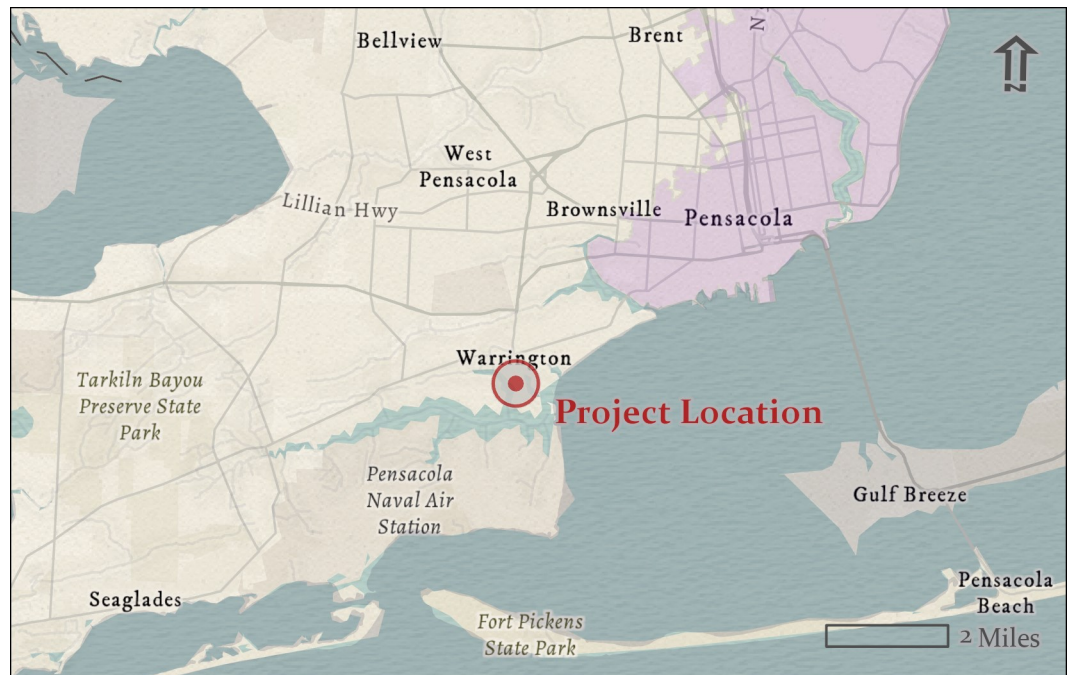 Bellview
Brent
N
N
West
Pensacola
Lillian Hwy
Brownsville
Pensacola
Warrington
Tarkiln Bayou
Preserve State
Park
Project Location
Pensacola
Naval Air
Station
Gulf Breeze
Seaglades
Pensacola
Beach
Fort Pickens
State Park
2 Miles